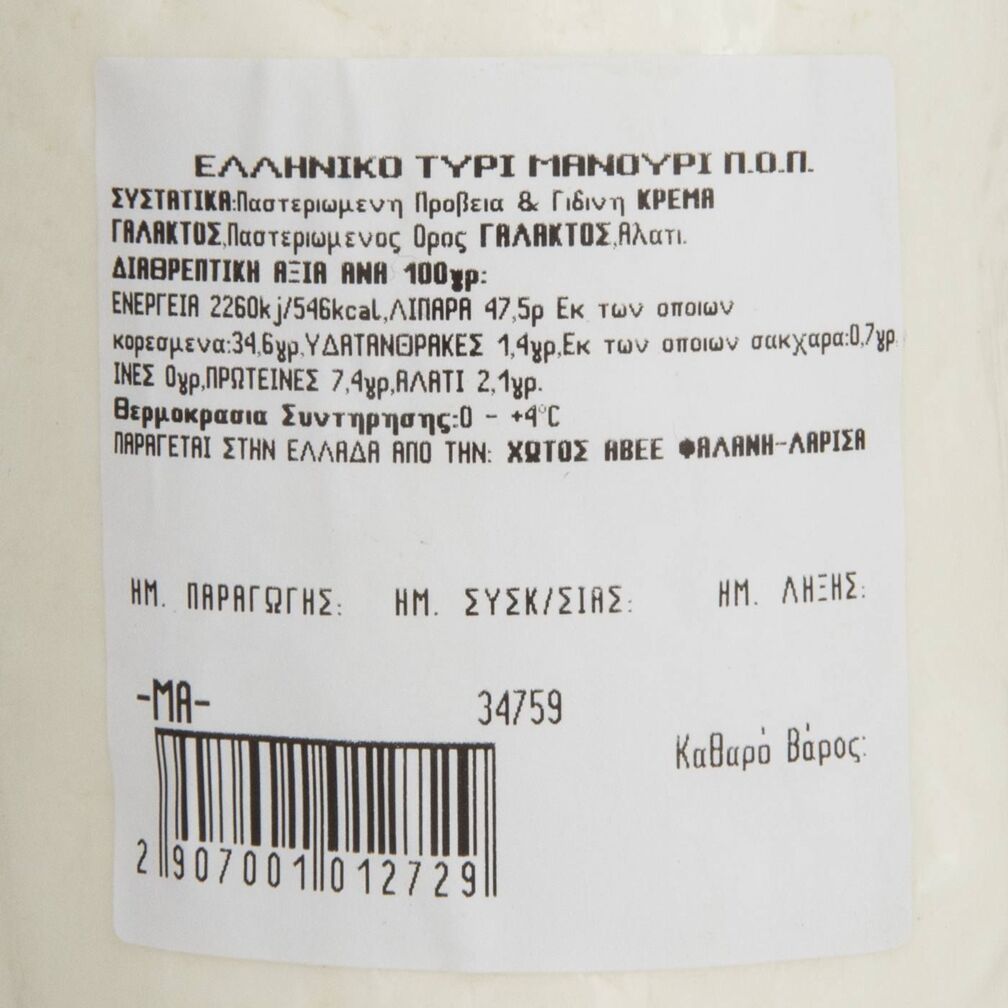 ΕΛΛΗΝΙΚΟ ΤΥΡΙ ΜΑΝΟΥΡΙ Π.Ο.Π.
ΣΥΣΤΑΤΙΚΑ:Παστεριωμενη Προβεια & Γιδινη ΚΡΕΜΑ
ΓΑΛΑΚΤΟΣ,Παστεριωμενος Ορος ΓΑΛΑΚΤΟΣ,Αλατι.
ΔΙΑΘΡΕΠΤΙΚΗ ΑΞΙΑ ΑΝΑ 100γρ:
ΕΝΕΡΓΕΙΑ 2260kj/546kcal,ΛΙΠΑΡΑ 47,5ρ Εκ των οποιων
κορεσμενα:34,6γρ,ΥΔΑΤΑΝΘΡΑΚΕΣ 1,4γρ,Εκ των οποιων σακχαρα:0,7γρ
ΙΝΕΣ 0γρ,ΠΡΩΤΕΙΝΕΣ 7,4γρ,ΑΛΑΤΙ 2,1γρ.
Θερμοκρασια Συντηρησης:0 - +4°C
ΠΑΡΑΓΕΤΑΙ ΣΤΗΝ ΕΛΛΑΔΑ ΑΠΟ ΤΗΝ: ΧΩΤΟΣ ΑΒΕΕ ΦΑΛΑΝΗ-ΛΑΡΙΣΑ
ΗΜ. ΠΑΡΑΓΩΓΗΣ: ΗΜ. ΣΥΣΚ/ΣΙΑΣ: ΗΜ. ΛΗΞΗΣ:
-ΜΑ- 34759
Καθαρό Βάρος:
2 907001 012729